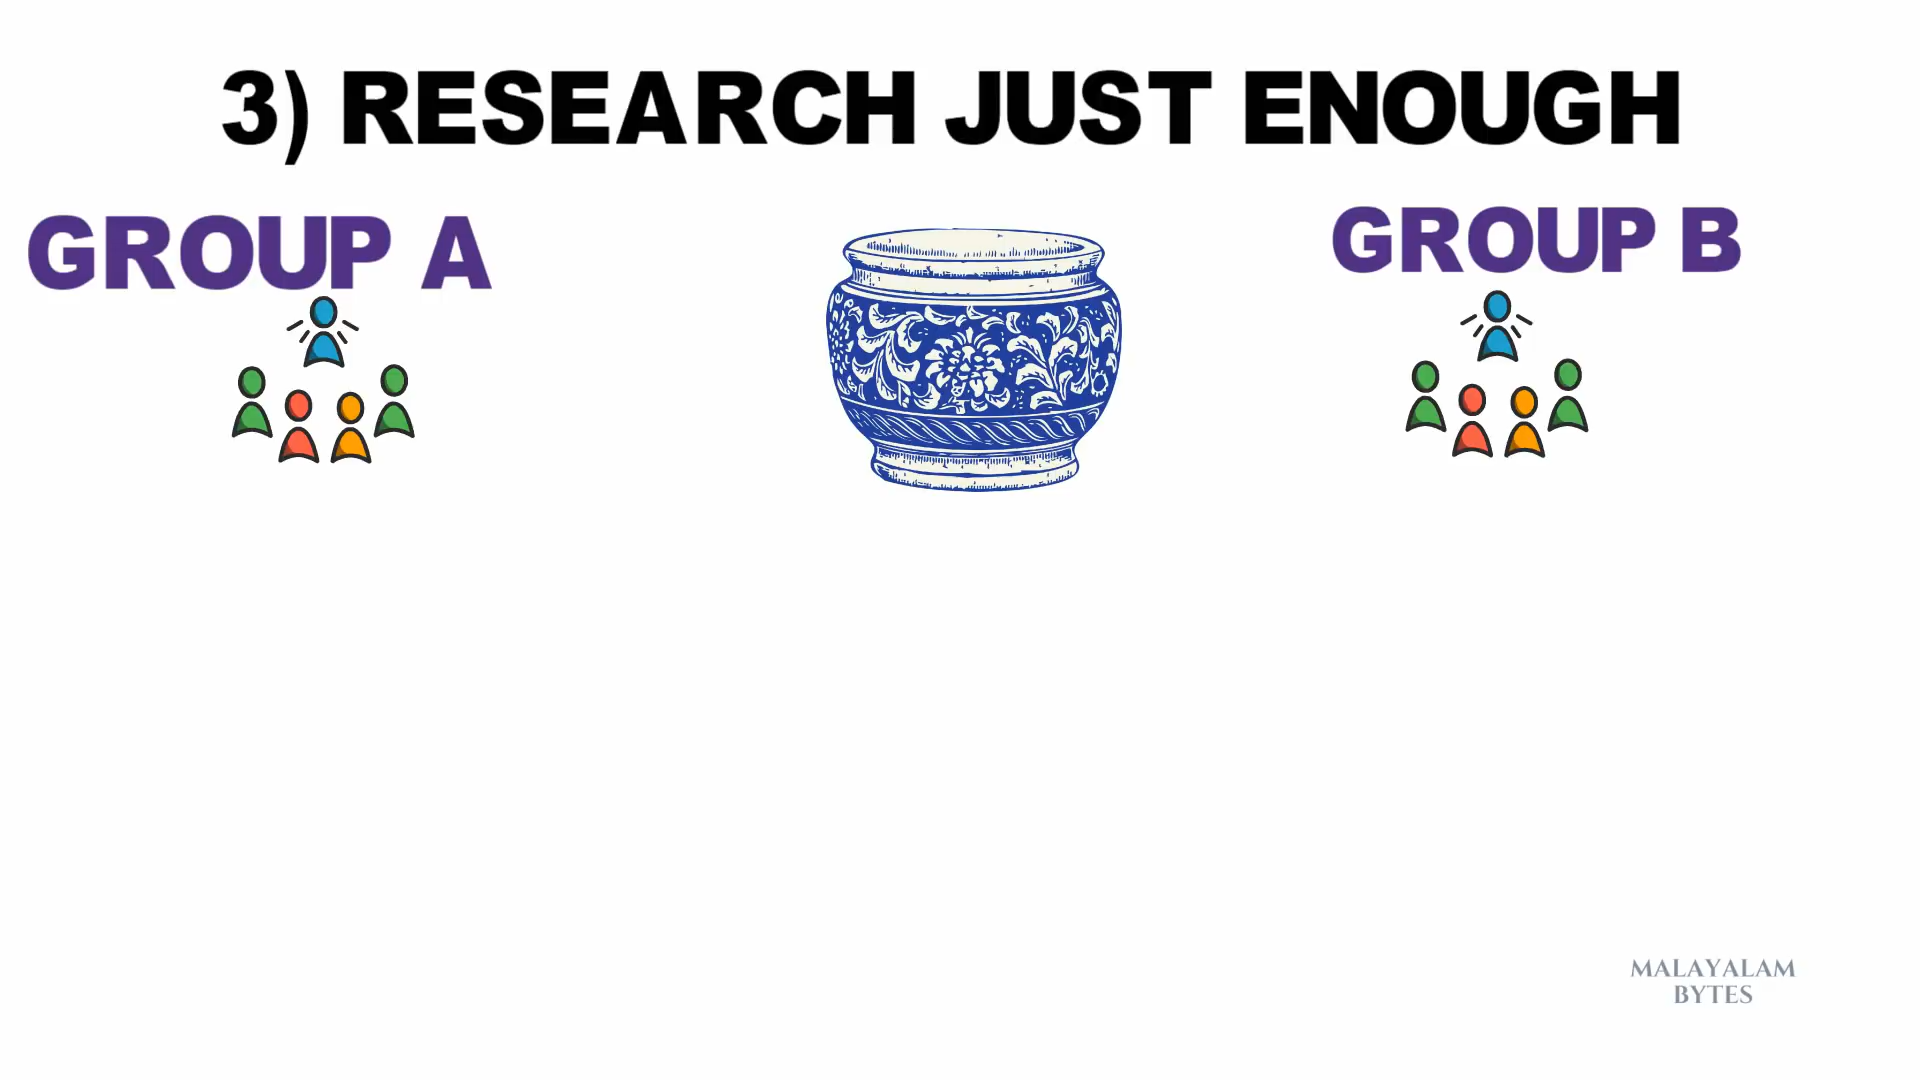 3) RESEARCH JUST ENOUGH
GROUP A
GROUP B
MALAYALAM
BYTES